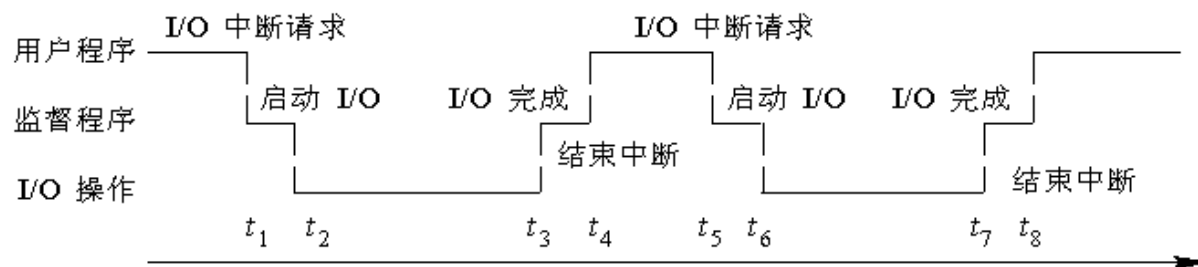 I/O 中断请求 I/O 中断请求
用户程序
启动 I/O I/O 完成 启动 I/O I/O 完成
监督程序
结束中断
结束中断
I/O 操作
t1 t2 t3 t4 t5 t6 t7 t8